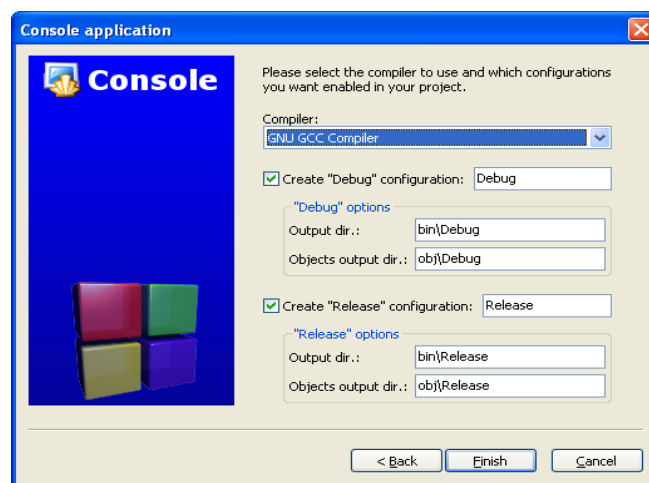 Console application
Console
Please select the compiler to use and which configurations
you want enabled in your project.
Compiler:
GNU GCC Compiler
Create "Debug" configuration: Debug
"Debug" options
Output dir.: bin\Debug
Objects output dir.: obj\Debug
Create "Release" configuration: Release
"Release" options
Output dir.: bin\Release
Objects output dir.: obj\Release
< Back Finish Cancel